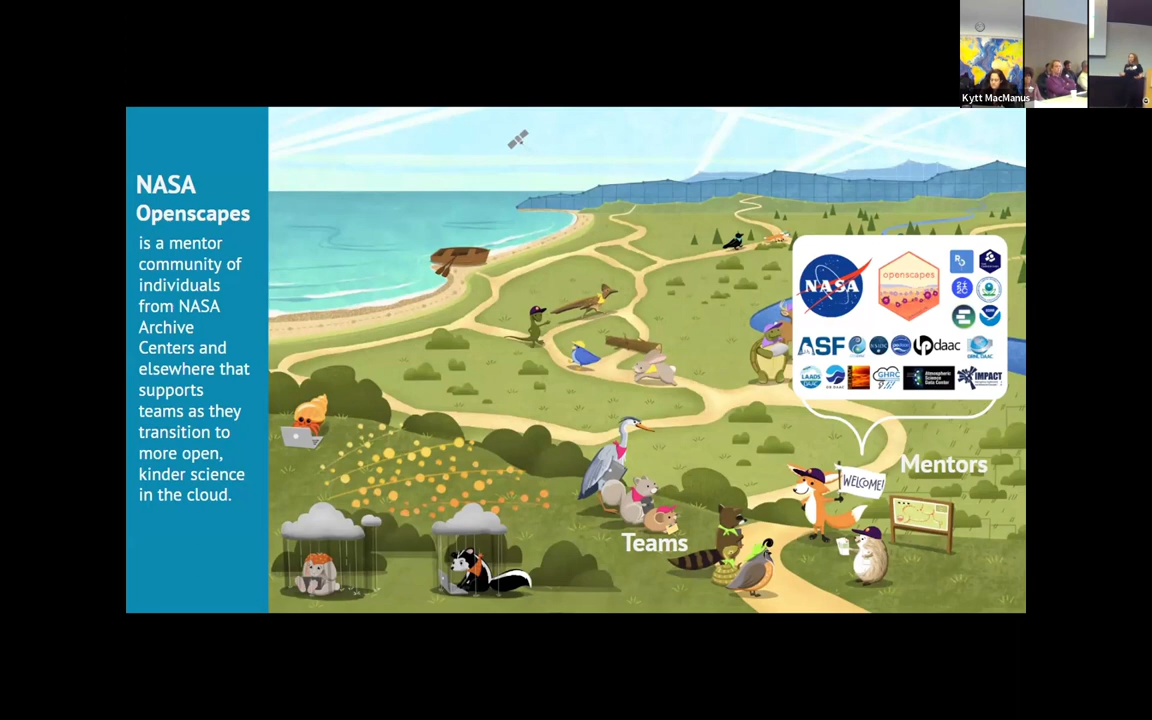 Kytt MacManus
NASA
Openscapes
is a mentor
community of
individuals
from NASA
Archive
Centers and
elsewhere that
supports
teams as they
transition to
more open,
kinder science
in the cloud.
NASA
openscapes
ASF
daac
LAADS
DAAC
GHRC
Atmospheric
Science
Data Center
IMPACT
Mentors
WELCOME!
Teams